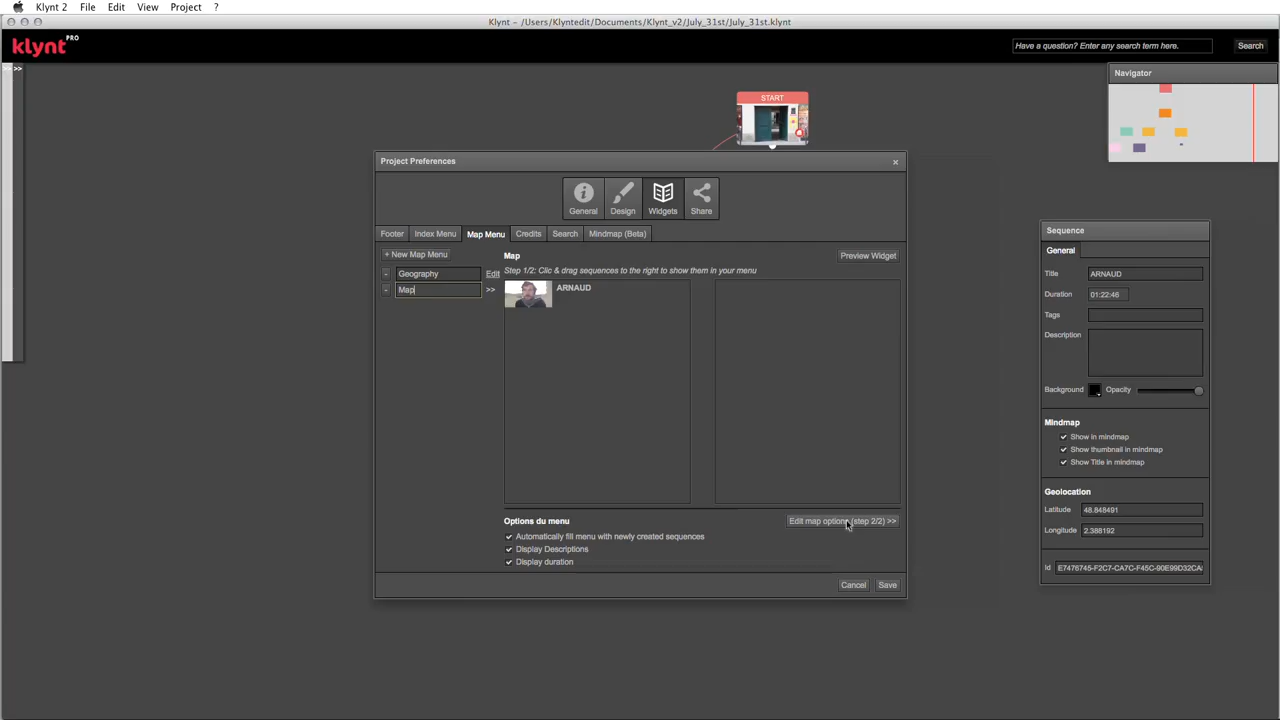 Klynt 2 File Edit View Project ?
Klynt - /Users/Klyntedit/Documents/Klynt_v2/July_31st/July_31st.klynt
klynt PRO
Have a question? Enter any search term here. Search
>> >>
Navigator
START
Project Preferences
General Design Widgets Share
Footer Index Menu Map Menu Credits Search Mindmap (Beta)
+ New Map Menu
- Geography Edit
- Map >>
Map
Preview Widget
Step 1/2: Clic & drag sequences to the right to show them in your menu
ARNAUD
Options du menu
Edit map options (step 2/2) >>
Automatically fill menu with newly created sequences
Display Descriptions
Display duration
Cancel Save
Sequence
General
Title ARNAUD
Duration 01:22:46
Tags
Description
Background Opacity
Mindmap
Show in mindmap
Show thumbnail in mindmap
Show Title in mindmap
Geolocation
Latitude 48.848491
Longitude 2.388192
Id E7476745-F2C7-CA7C-F45C-90E99D32CA